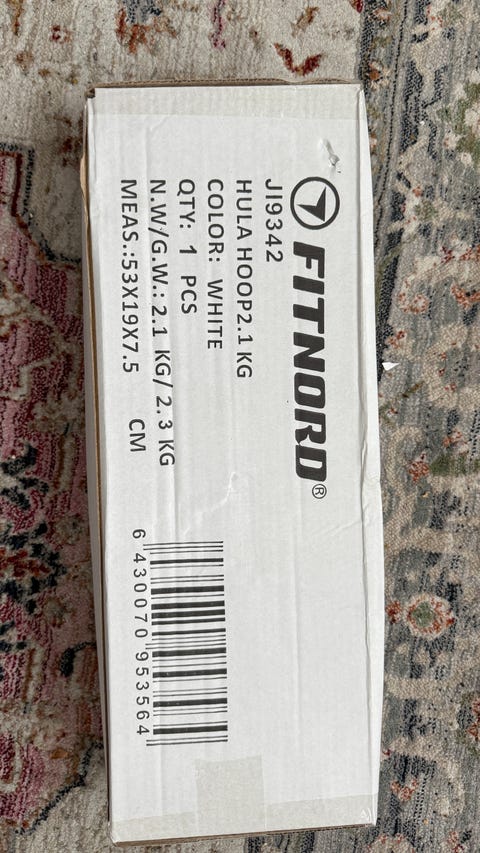 FITNORD®
JI9342
HULA HOOP2.1 KG
COLOR: WHITE
QTY: 1 PCS
N.W/G.W.: 2.1 KG/ 2.3 KG
MEAS.:53X19X7.5 CM
6 430070 953564